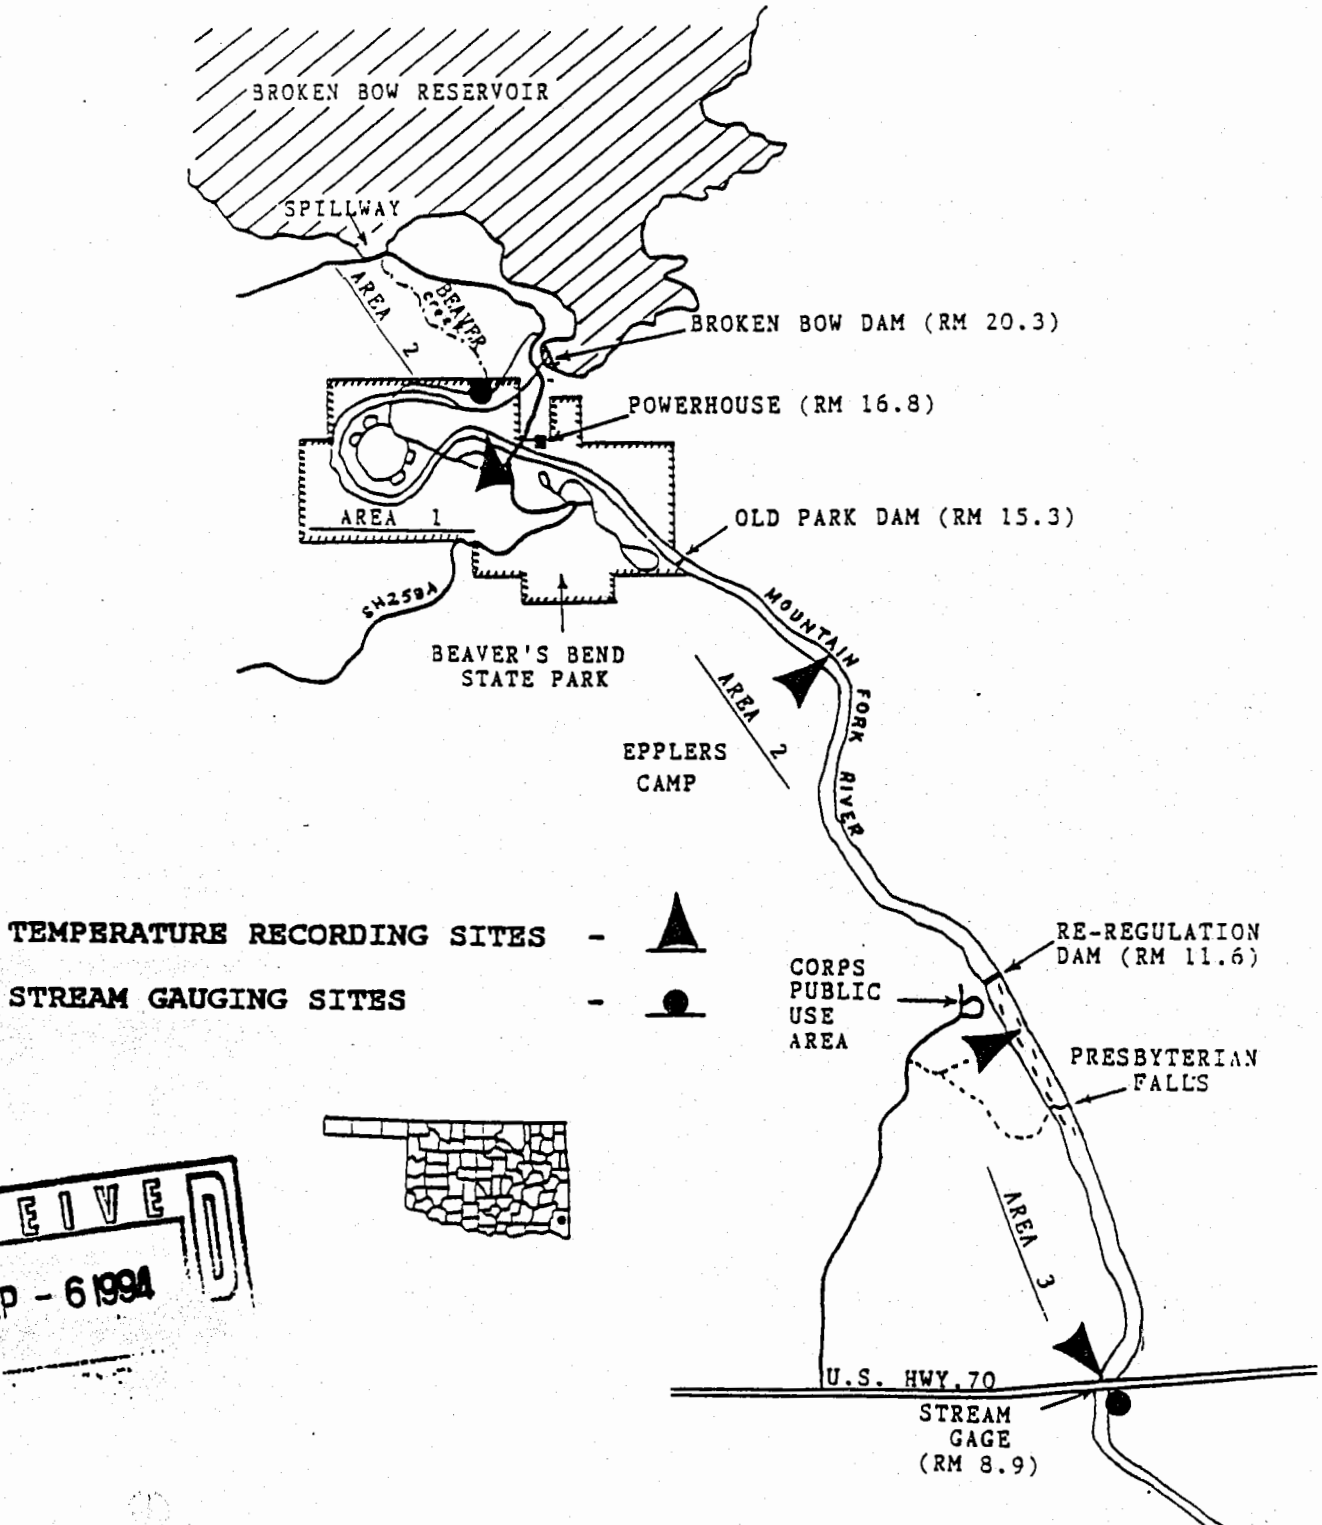 BROKEN BOW RESERVOIR
SPILLWAY
AREA 2
BEAVER
creek
BROKEN BOW DAM (RM 20.3)
POWERHOUSE (RM 16.8)
AREA 1
OLD PARK DAM (RM 15.3)
SH259A
MOUNTAIN FORK RIVER
BEAVER'S BEND
STATE PARK
AREA 2
EPPLERS
CAMP
TEMPERATURE RECORDING SITES -
STREAM GAUGING SITES -
RE-REGULATION
DAM (RM 11.6)
CORPS
PUBLIC
USE
AREA
PRESBYTERIAN
FALLS
EIVED
P - 6 1994
AREA 3
U.S. HWY.70
STREAM
GAGE
(RM 8.9)